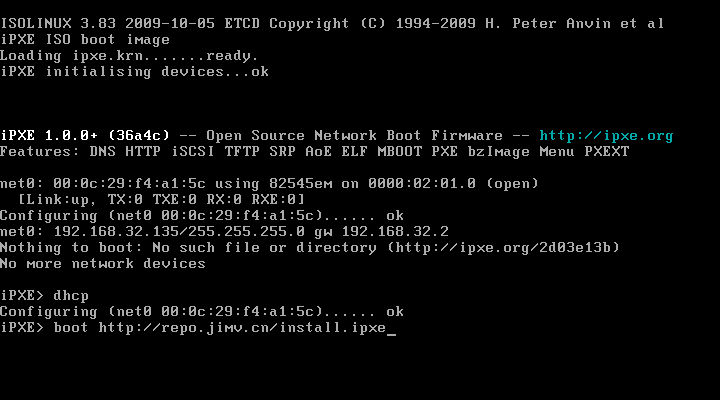 ISOLINUX 3.83 2009-10-05 ETCD Copyright (C) 1994-2009 H. Peter Anvin et al
iPXE ISO boot image
Loading ipxe.krn.......ready.
iPXE initialising devices...ok
iPXE 1.0.0+ (36a4c) -- Open Source Network Boot Firmware -- http://ipxe.org
Features: DNS HTTP iSCSI TFTP SRP AoE ELF MBOOT PXE bzImage Menu PXEXT
net0: 00:0c:29:f4:a1:5c using 82545em on 0000:02:01.0 (open)
[Link:up, TX:0 TXE:0 RX:0 RXE:0]
Configuring (net0 00:0c:29:f4:a1:5c)...... ok
net0: 192.168.32.135/255.255.255.0 gw 192.168.32.2
Nothing to boot: No such file or directory (http://ipxe.org/2d03e13b)
No more network devices
iPXE> dhcp
Configuring (net0 00:0c:29:f4:a1:5c)...... ok
iPXE> boot http://repo.jimv.cn/install.ipxe_